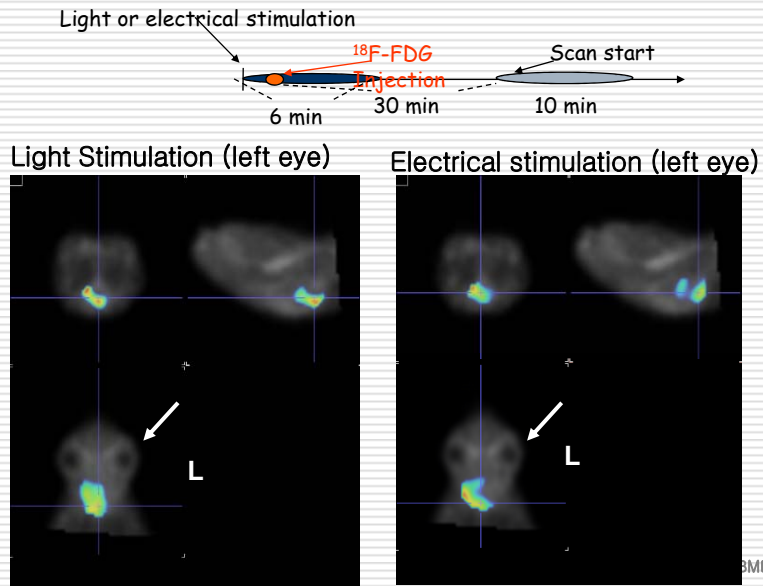 Light or electrical stimulation
18F-FDG
Injection
Scan start
6 min
30 min
10 min
Light Stimulation (left eye)
Electrical stimulation (left eye)
L
L